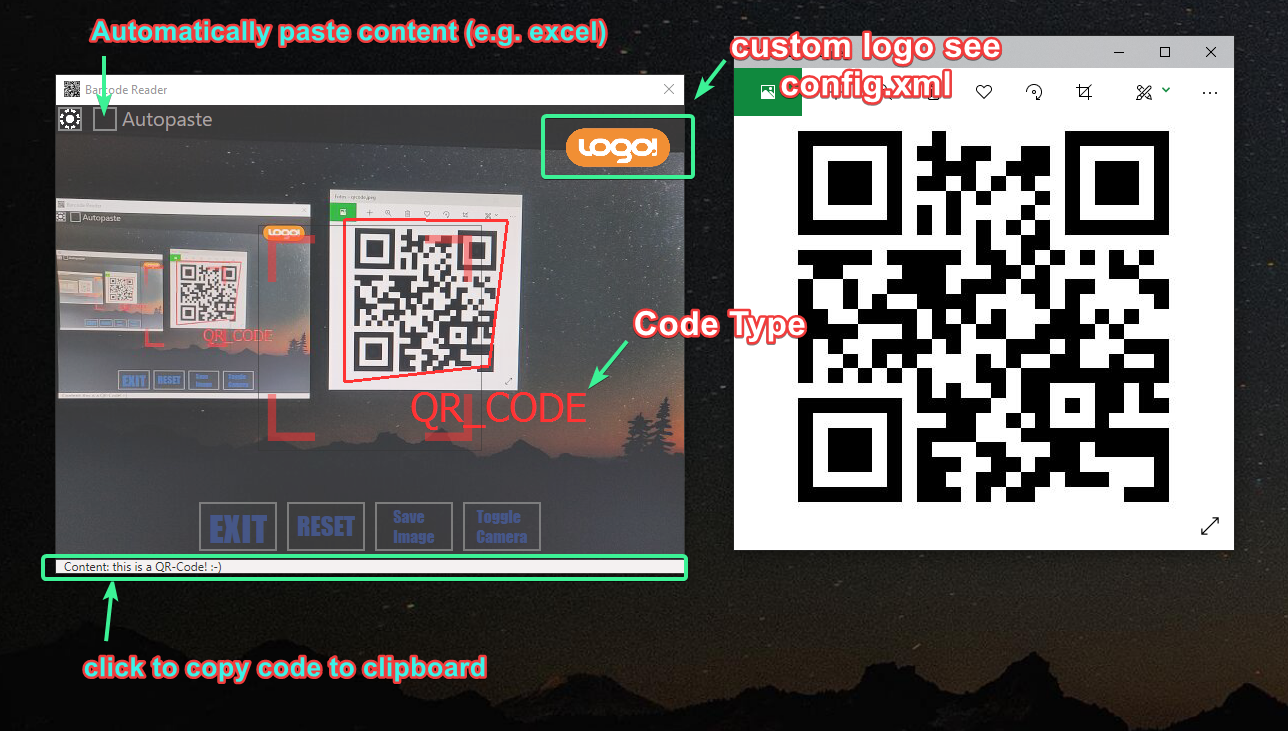 Automatically paste content (e.g. excel)
custom logo see
config.xml
Barcode Reader
Autopaste
LOGO!
Autopaste
LOGO!
QR_CODE
EXIT
RESET
Save
Image
Toggle
Camera
Code Type
QR_CODE
EXIT
RESET
Save
Image
Toggle
Camera
Content: this is a QR-Code! :-)
click to copy code to clipboard